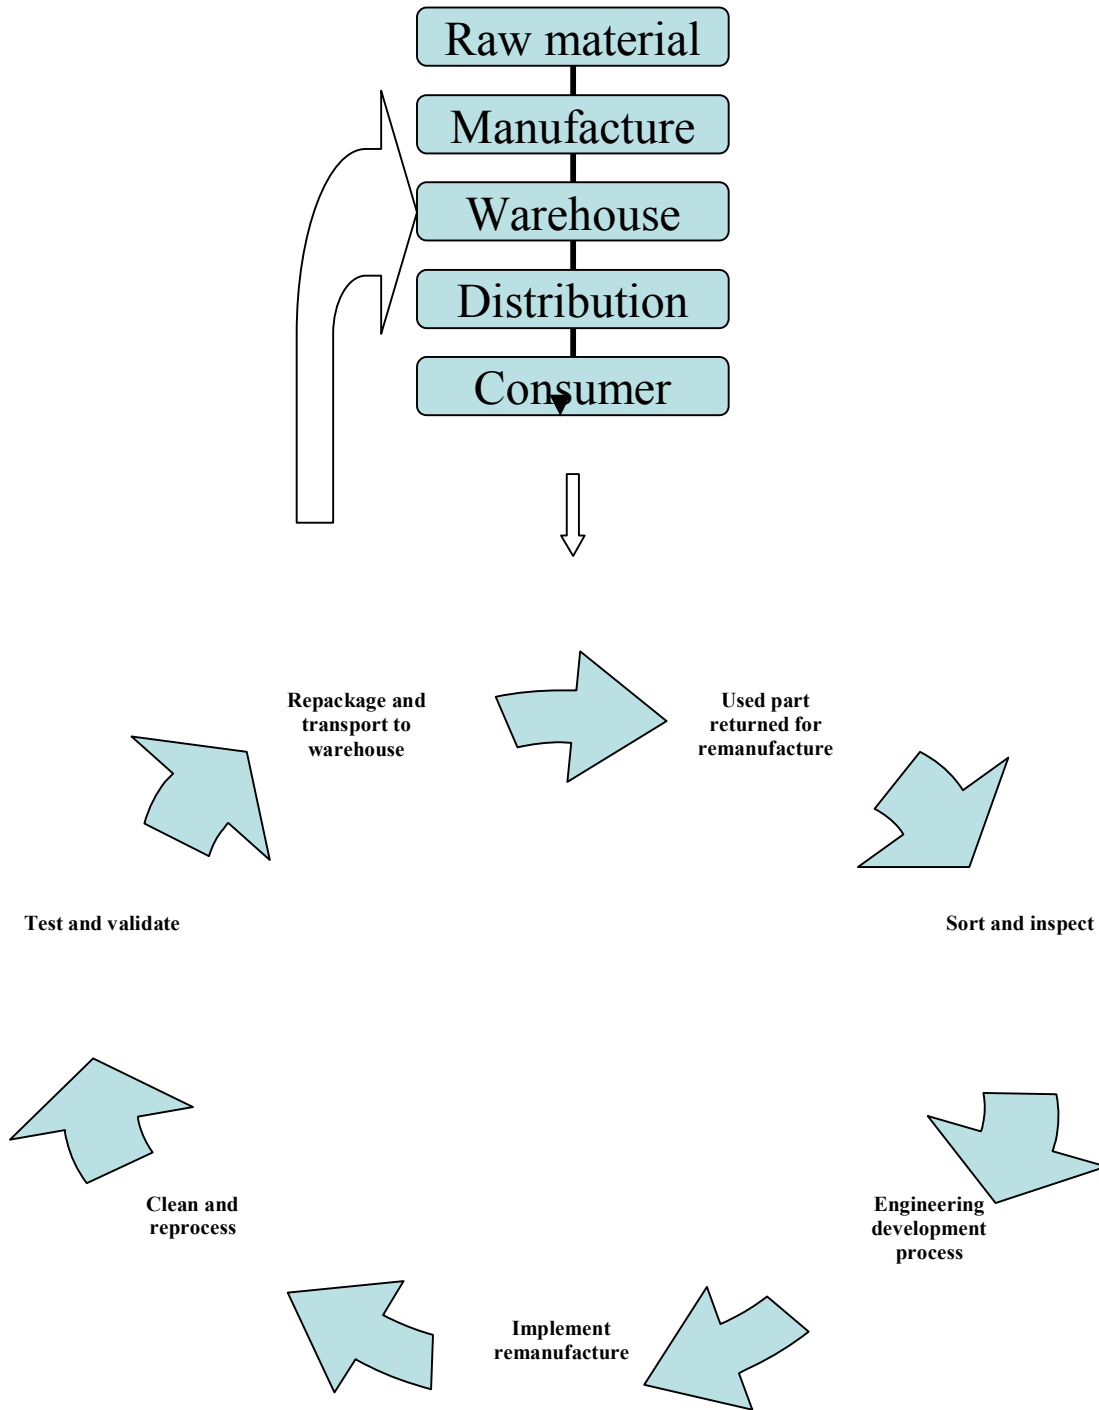 Raw material
Manufacture
Warehouse
Distribution
Consumer
Repackage and
transport to
warehouse
Used part
returned for
remanufacture
Sort and inspect
Engineering
development
process
Implement
remanufacture
Clean and
reprocess
Test and validate